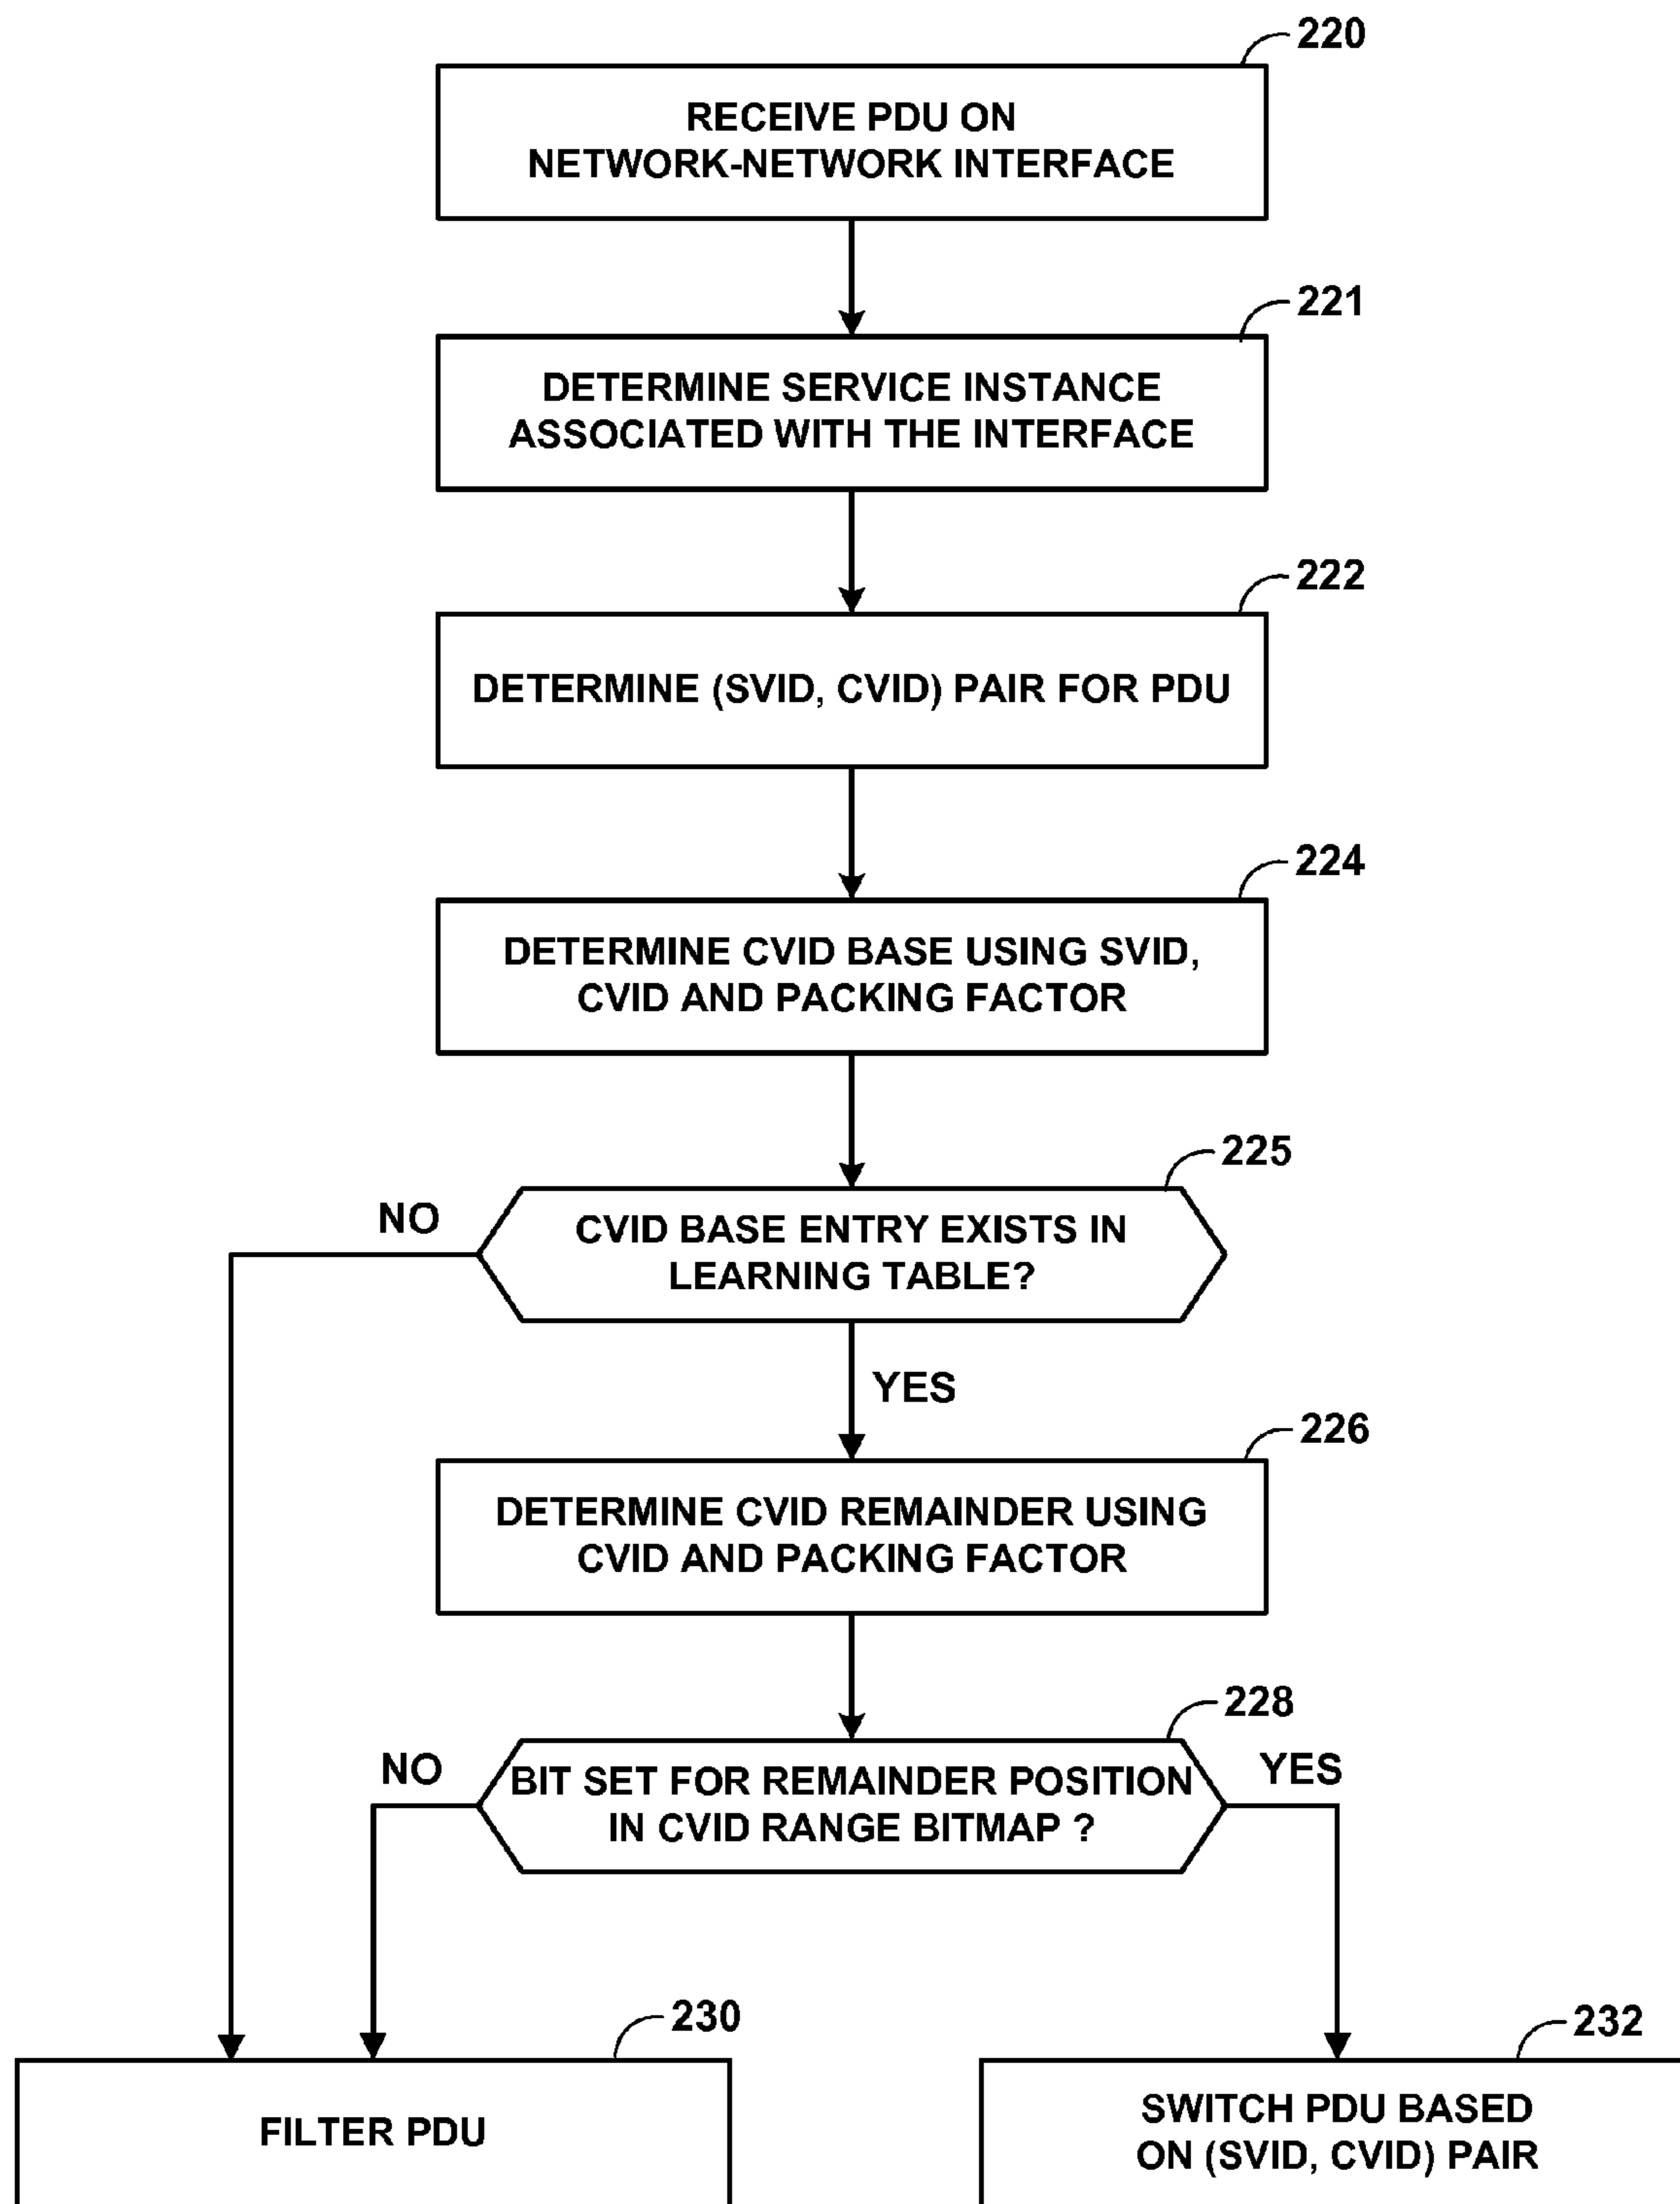 220
RECEIVE PDU ON
NETWORK-NETWORK INTERFACE
221
DETERMINE SERVICE INSTANCE
ASSOCIATED WITH THE INTERFACE
222
DETERMINE (SVID, CVID) PAIR FOR PDU
224
DETERMINE CVID BASE USING SVID,
CVID AND PACKING FACTOR
225
NO
CVID BASE ENTRY EXISTS IN
LEARNING TABLE?
YES
226
DETERMINE CVID REMAINDER USING
CVID AND PACKING FACTOR
228
NO
BIT SET FOR REMAINDER POSITION
IN CVID RANGE BITMAP ?
YES
230
FILTER PDU
232
SWITCH PDU BASED
ON (SVID, CVID) PAIR